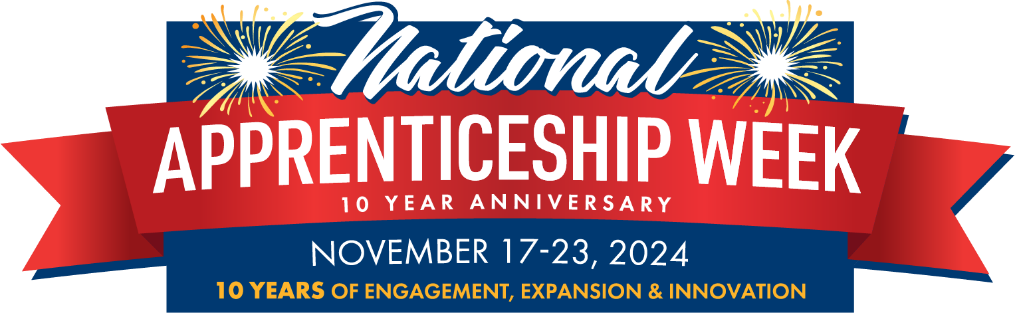 National
APPRENTICESHIP WEEK
10 YEAR ANNIVERSARY
NOVEMBER 17-23, 2024
10 YEARS OF ENGAGEMENT, EXPANSION & INNOVATION